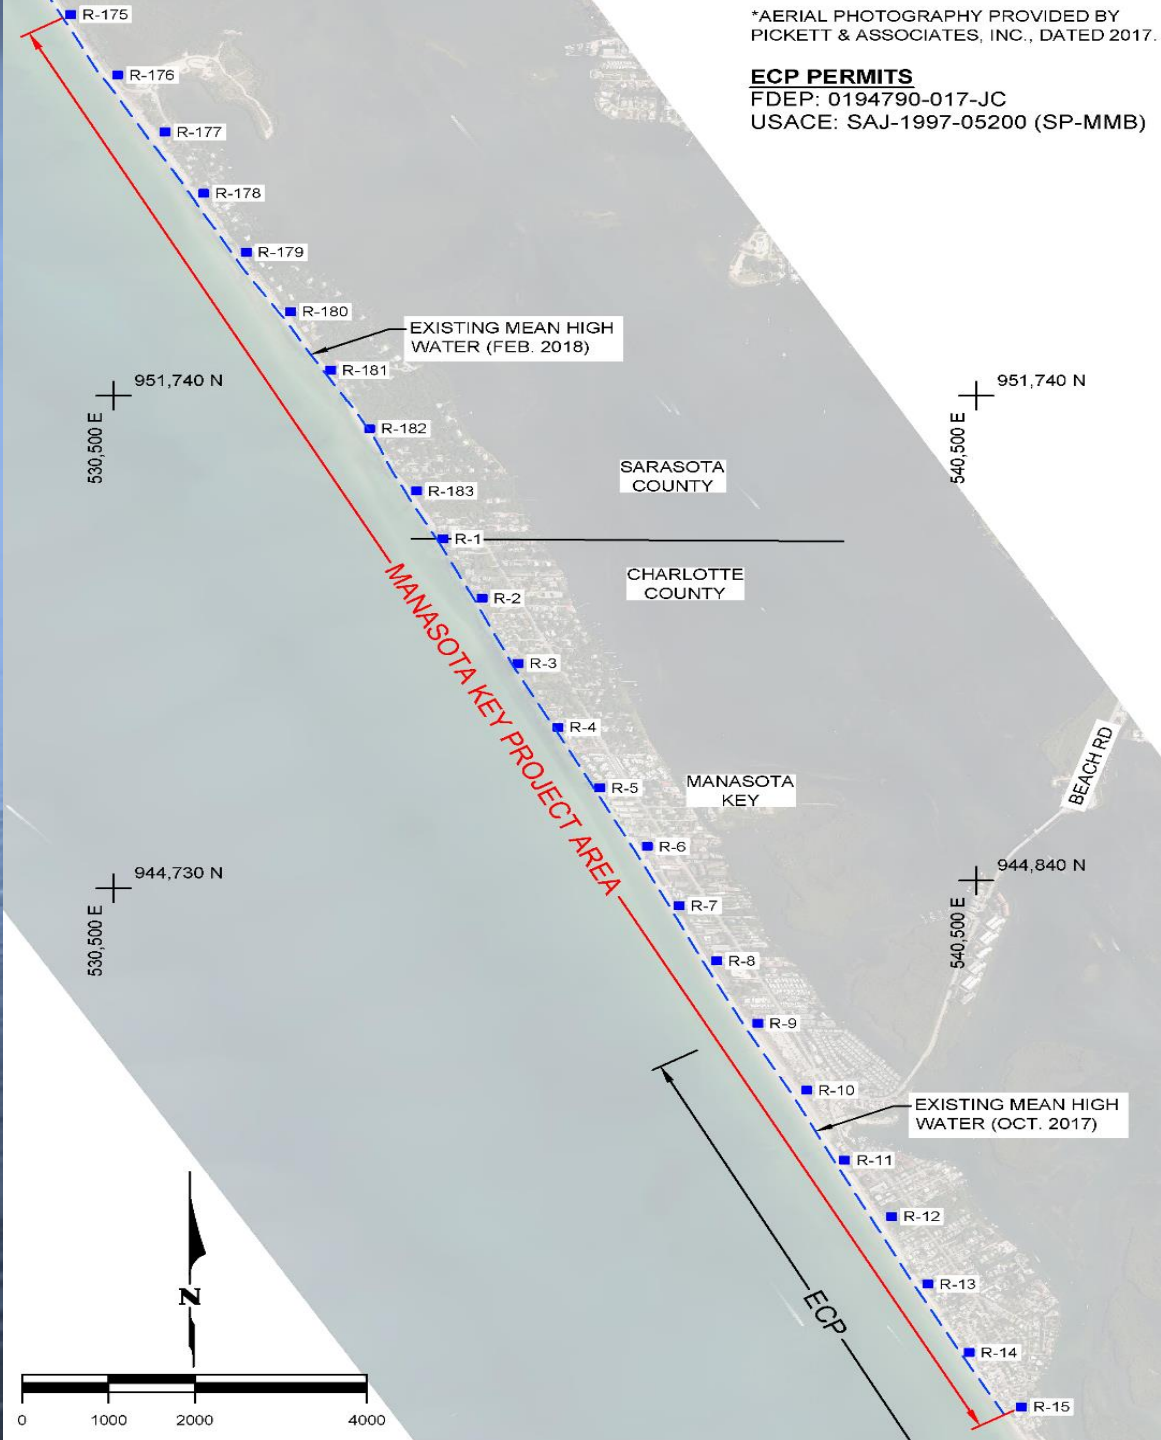 *AERIAL PHOTOGRAPHY PROVIDED BY
PICKETT & ASSOCIATES, INC., DATED 2017.
ECP PERMITS
FDEP: 0194790-017-JC
USACE: SAJ-1997-05200 (SP-MMB)
R-175
R-176
R-177
R-178
R-179
R-180
EXISTING MEAN HIGH
WATER (FEB. 2018)
R-181
951,740 N
530,500 E
951,740 N
540,500 E
R-182
SARASOTA
COUNTY
R-183
R-1
CHARLOTTE
COUNTY
R-2
MANASOTA KEY PROJECT AREA
R-3
R-4
BEACH RD
MANASOTA
KEY
R-5
R-6
944,730 N
530,500 E
944,840 N
540,500 E
R-7
R-8
R-9
R-10
EXISTING MEAN HIGH
WATER (OCT. 2017)
R-11
R-12
R-13
ECP
N
R-14
R-15
0 1000 2000 4000